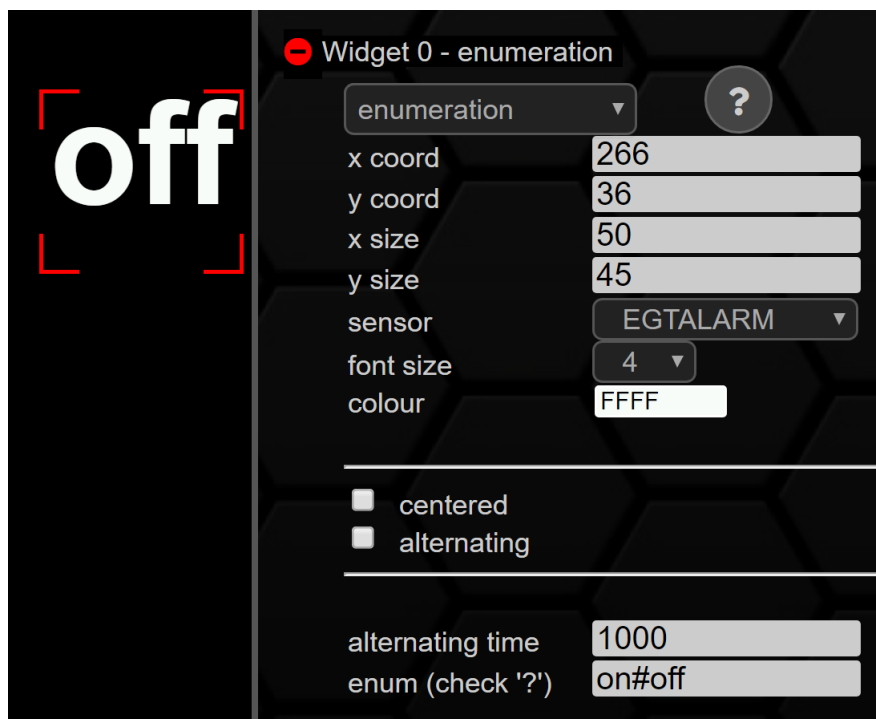 off
Widget 0 - enumeration
enumeration
?
x coord 266
y coord 36
x size 50
y size 45
sensor EGTALARM
font size 4
colour FFFF
centered
alternating
alternating time 1000
enum (check '?') on#off